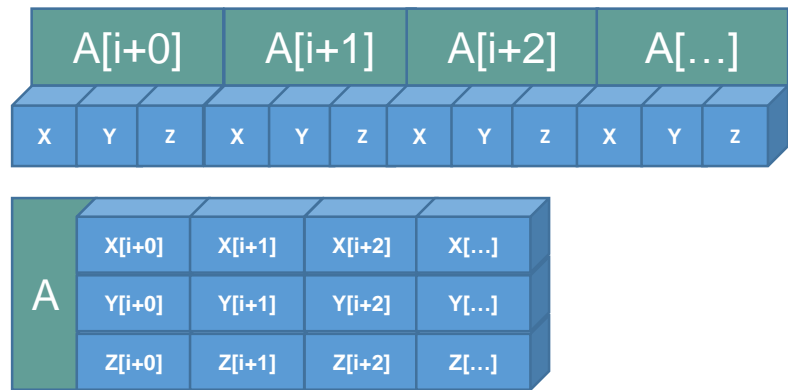 A[i+0] A[i+1] A[i+2] A[…]
X Y Z X Y Z X Y Z X Y Z
A
X[i+0] X[i+1] X[i+2] X[…]
Y[i+0] Y[i+1] Y[i+2] Y[…]
Z[i+0] Z[i+1] Z[i+2] Z[…]